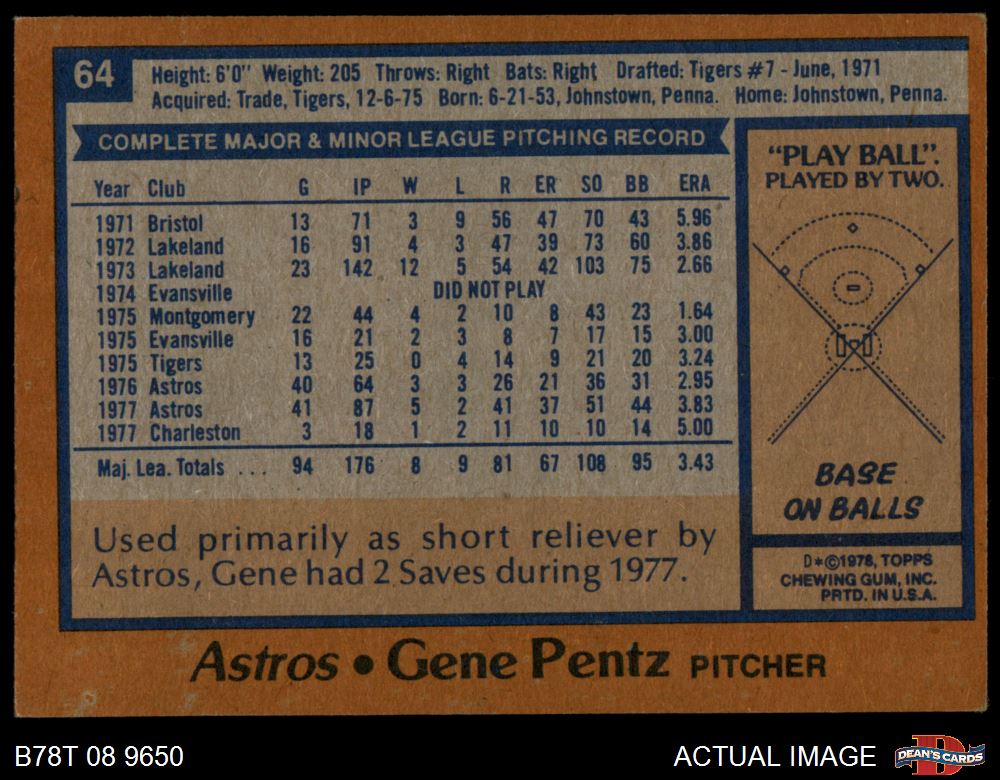 64
Height: 6'0" Weight: 205 Throws: Right Bats: Right Drafted: Tigers #7 - June, 1971
Acquired: Trade, Tigers, 12-6-75 Born: 6-21-53, Johnstown, Penna. Home: Johnstown, Penna.
COMPLETE MAJOR & MINOR LEAGUE PITCHING RECORD
Year Club G IP W L R ER SO BB ERA
1971 Bristol 13 71 3 9 56 47 70 43 5.96
1972 Lakeland 16 91 4 3 47 39 73 60 3.86
1973 Lakeland 23 142 12 5 54 42 103 75 2.66
1974 Evansville DID NOT PLAY
1975 Montgomery 22 44 4 2 10 8 43 23 1.64
1975 Evansville 16 21 2 3 8 7 17 15 3.00
1975 Tigers 13 25 0 4 14 9 21 20 3.24
1976 Astros 40 64 3 3 26 21 36 31 2.95
1977 Astros 41 87 5 2 41 37 51 44 3.83
1977 Charleston 3 18 1 2 11 10 10 14 5.00
Maj. Lea. Totals ... 94 176 8 9 81 67 108 95 3.43
Used primarily as short reliever by
Astros, Gene had 2 Saves during 1977.
"PLAY BALL".
PLAYED BY TWO.
BASE
ON BALLS
D*©1978, TOPPS
CHEWING GUM, INC.
PRTD. IN U.S.A.
Astros • Gene Pentz PITCHER
B78T 08 9650
ACTUAL IMAGE
D
DEAN'S CARDS